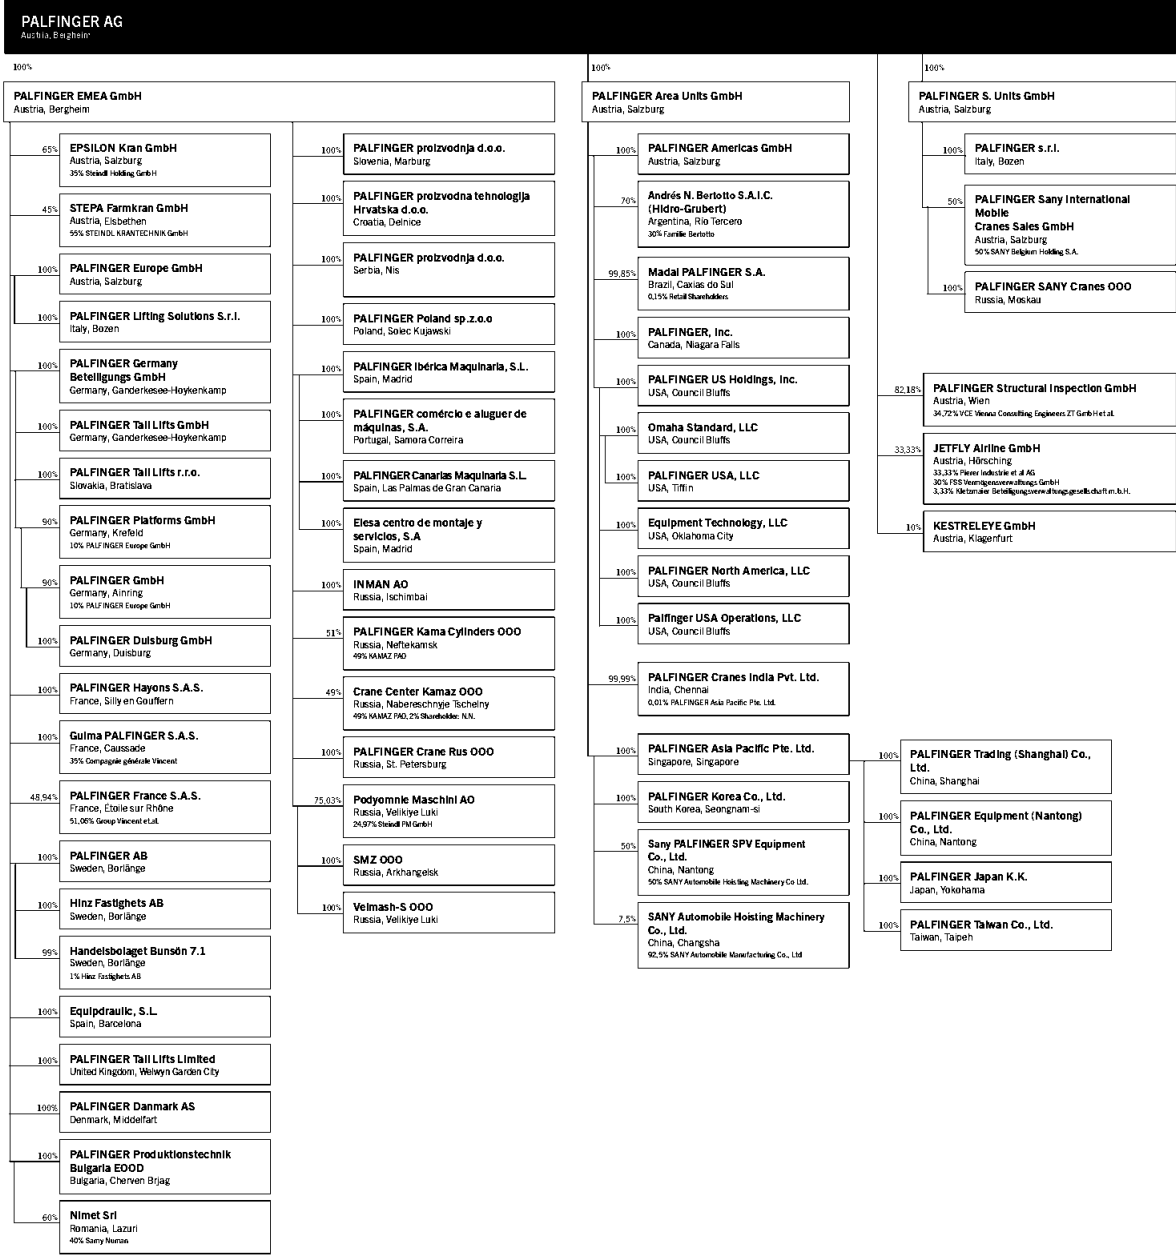 PALFINGER AG
Austria, Bergheim
100%
PALFINGER EMEA GmbH
Austria, Bergheim
65%
EPSILON Kran GmbH
Austria, Salzburg
35% Steindl Holding GmbH
45%
STEPA Farmkran GmbH
Austria, Elsbethen
55% STEINDL KRANTECHNIK GmbH
100%
PALFINGER Europe GmbH
Austria, Salzburg
100%
PALFINGER Lifting Solutions S.r.l.
Italy, Bozen
100%
PALFINGER Germany
Beteiligungs GmbH
Germany, Ganderkesee-Hoykenkamp
100%
PALFINGER Tail Lifts GmbH
Germany, Ganderkesee-Hoykenkamp
100%
PALFINGER Tail Lifts r.r.o.
Slovakia, Bratislava
90%
PALFINGER Platforms GmbH
Germany, Krefeld
10% PALFINGER Europe GmbH
90%
PALFINGER GmbH
Germany, Ainring
10% PALFINGER Europe GmbH
100%
PALFINGER Duisburg GmbH
Germany, Duisburg
100%
PALFINGER Hayons S.A.S.
France, Silly en Gouffern
100%
Guima PALFINGER S.A.S.
France, Caussade
35% Compagnie générale Vincent
48,94%
PALFINGER France S.A.S.
France, Étoile sur Rhône
51,06% Group Vincent et.al.
100%
PALFINGER AB
Sweden, Borlänge
100%
Hinz Fastighets AB
Sweden, Borlänge
99%
Handelsbolaget Bunsön 7.1
Sweden, Borlänge
1% Hinz Fastighets AB
100%
Equipdraulic, S.L.
Spain, Barcelona
100%
PALFINGER Tail Lifts Limited
United Kingdom, Welwyn Garden City
100%
PALFINGER Danmark AS
Denmark, Middelfart
100%
PALFINGER Produktionstechnik
Bulgaria EOOD
Bulgaria, Cherven Brjag
60%
Nimet Srl
Romania, Lazuri
40% Samy Numan
100%
PALFINGER proizvodnja d.o.o.
Slovenia, Marburg
100%
PALFINGER proizvodna tehnologija
Hrvatska d.o.o.
Croatia, Delnice
100%
PALFINGER proizvodnja d.o.o.
Serbia, Nis
100%
PALFINGER Poland sp.z.o.o
Poland, Solec Kujawski
100%
PALFINGER Ibérica Maquinaria, S.L.
Spain, Madrid
100%
PALFINGER comércio e aluguer de
máquinas, S.A.
Portugal, Samora Correira
100%
PALFINGER Canarias Maquinaria S.L.
Spain, Las Palmas de Gran Canaria
100%
Elesa centro de montaje y
servicios, S.A
Spain, Madrid
100%
INMAN AO
Russia, Ischimbai
51%
PALFINGER Kama Cylinders OOO
Russia, Neftekamsk
49% KAMAZ PAO
49%
Crane Center Kamaz OOO
Russia, Nabereschnyje Tschelny
49% KAMAZ PAO, 2% Shareholder: N.N.
100%
PALFINGER Crane Rus OOO
Russia, St. Petersburg
75,03%
Podyomnie Maschini AO
Russia, Velikiye Luki
24,97% Steindl PM GmbH
100%
SMZ OOO
Russia, Arkhangelsk
100%
Velmash-S OOO
Russia, Velikiye Luki
100%
PALFINGER Area Units GmbH
Austria, Salzburg
100%
PALFINGER Americas GmbH
Austria, Salzburg
70%
Andrés N. Bertotto S.A.I.C.
(Hidro-Grubert)
Argentina, Río Tercero
30% Familie Bertotto
99,85%
Madal PALFINGER S.A.
Brazil, Caxias do Sul
0,15% Retail Shareholders
100%
PALFINGER, Inc.
Canada, Niagara Falls
100%
PALFINGER US Holdings, Inc.
USA, Council Bluffs
100%
Omaha Standard, LLC
USA, Council Bluffs
100%
PALFINGER USA, LLC
USA, Tiffin
100%
Equipment Technology, LLC
USA, Oklahoma City
100%
PALFINGER North America, LLC
USA, Council Bluffs
100%
Palfinger USA Operations, LLC
USA, Council Bluffs
99,99%
PALFINGER Cranes India Pvt. Ltd.
India, Chennai
0,01% PALFINGER Asia Pacific Pte. Ltd.
100%
PALFINGER Asia Pacific Pte. Ltd.
Singapore, Singapore
100%
PALFINGER Korea Co., Ltd.
South Korea, Seongnam-si
50%
Sany PALFINGER SPV Equipment
Co., Ltd.
China, Nantong
50% SANY Automobile Hoisting Machinery Co Ltd.
7,5%
SANY Automobile Hoisting Machinery
Co., Ltd.
China, Changsha
92,5% SANY Automobile Manufacturing Co., Ltd
100%
PALFINGER Trading (Shanghai) Co.,
Ltd.
China, Shanghai
100%
PALFINGER Equipment (Nantong)
Co., Ltd.
China, Nantong
100%
PALFINGER Japan K.K.
Japan, Yokohama
100%
PALFINGER Taiwan Co., Ltd.
Taiwan, Taipeh
100%
PALFINGER S. Units GmbH
Austria, Salzburg
100%
PALFINGER s.r.l.
Italy, Bozen
50%
PALFINGER Sany International
Mobile
Cranes Sales GmbH
Austria, Salzburg
50% SANY Belgium Holding S.A.
100%
PALFINGER SANY Cranes OOO
Russia, Moskau
82,18%
PALFINGER Structural Inspection GmbH
Austria, Wien
34,72% VCE Vienna Consulting Engineers ZT GmbH et al.
33,33%
JETFLY Airline GmbH
Austria, Hörsching
33,33% Pierer Industrie et al AG
30% FSS Vermögensverwaltungs GmbH
3,33% Kletzmaier Beteiligungsverwaltungsgesellschaft m.b.H.
10%
KESTRELEYE GmbH
Austria, Klagenfurt